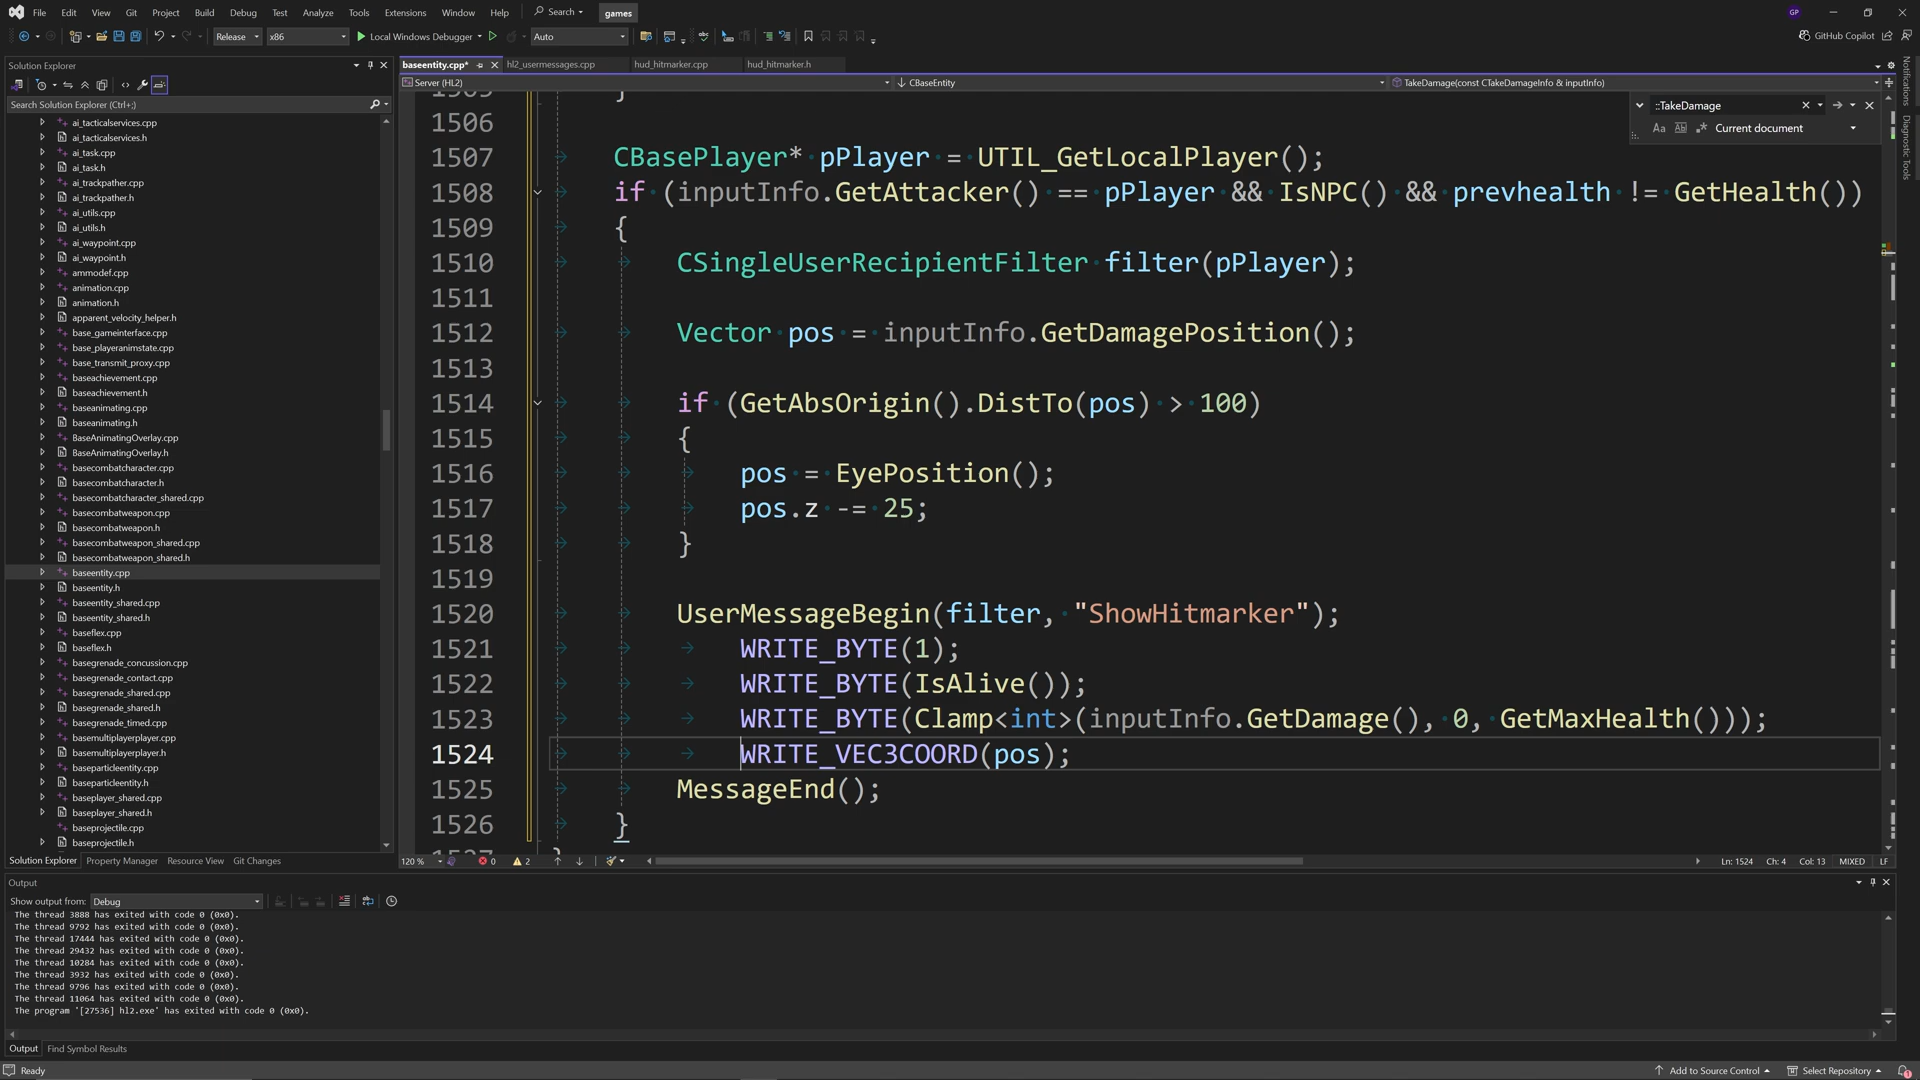 File Edit View Git Project Build Debug Test Analyze Tools Extensions Window Help Search games GP
Release x86 Local Windows Debugger Auto GitHub Copilot
Solution Explorer
Search Solution Explorer (Ctrl+;)
ai_tacticalservices.cpp
ai_tacticalservices.h
ai_task.cpp
ai_task.h
ai_trackpather.cpp
ai_trackpather.h
ai_utils.cpp
ai_utils.h
ai_waypoint.cpp
ai_waypoint.h
ammodef.cpp
animation.cpp
animation.h
apparent_velocity_helper.h
base_gameinterface.cpp
base_playeranimstate.cpp
base_transmit_proxy.cpp
baseachievement.cpp
baseachievement.h
baseanimating.cpp
baseanimating.h
BaseAnimatingOverlay.cpp
BaseAnimatingOverlay.h
basecombatcharacter.cpp
basecombatcharacter.h
basecombatcharacter_shared.cpp
basecombatweapon.cpp
basecombatweapon.h
basecombatweapon_shared.cpp
basecombatweapon_shared.h
baseentity.cpp
baseentity.h
baseentity_shared.cpp
baseentity_shared.h
baseflex.cpp
baseflex.h
basegrenade_concussion.cpp
basegrenade_contact.cpp
basegrenade_shared.cpp
basegrenade_shared.h
basegrenade_timed.cpp
basemultiplayerplayer.cpp
basemultiplayerplayer.h
baseparticleentity.cpp
baseparticleentity.h
baseplayer_shared.cpp
baseplayer_shared.h
baseprojectile.cpp
baseprojectile.h
Solution Explorer Property Manager Resource View Git Changes
baseentity.cpp* hl2_usermessages.cpp hud_hitmarker.cpp hud_hitmarker.h
Server (HL2) CBaseEntity TakeDamage(const CTakeDamageInfo & inputInfo)
::TakeDamage
Aa Current document
1505 }
1506
1507 CBasePlayer* pPlayer = UTIL_GetLocalPlayer();
1508 if (inputInfo.GetAttacker() == pPlayer && IsNPC() && prevhealth != GetHealth())
1509 {
1510 CSingleUserRecipientFilter filter(pPlayer);
1511
1512 Vector pos = inputInfo.GetDamagePosition();
1513
1514 if (GetAbsOrigin().DistTo(pos) > 100)
1515 {
1516 pos = EyePosition();
1517 pos.z -= 25;
1518 }
1519
1520 UserMessageBegin(filter, "ShowHitmarker");
1521 WRITE_BYTE(1);
1522 WRITE_BYTE(IsAlive());
1523 WRITE_BYTE(Clamp<int>(inputInfo.GetDamage(), 0, GetMaxHealth()));
1524 WRITE_VEC3COORD(pos);
1525 MessageEnd();
1526 }
1527 }
120 % 0 2 Ln: 1524 Ch: 4 Col: 13 MIXED LF
Notifications
Diagnostic Tools
Output
Show output from: Debug
The thread 3888 has exited with code 0 (0x0).
The thread 9792 has exited with code 0 (0x0).
The thread 17444 has exited with code 0 (0x0).
The thread 29432 has exited with code 0 (0x0).
The thread 10284 has exited with code 0 (0x0).
The thread 3932 has exited with code 0 (0x0).
The thread 9796 has exited with code 0 (0x0).
The thread 11064 has exited with code 0 (0x0).
The program '[27536] hl2.exe' has exited with code 0 (0x0).
Output Find Symbol Results
Ready Add to Source Control Select Repository